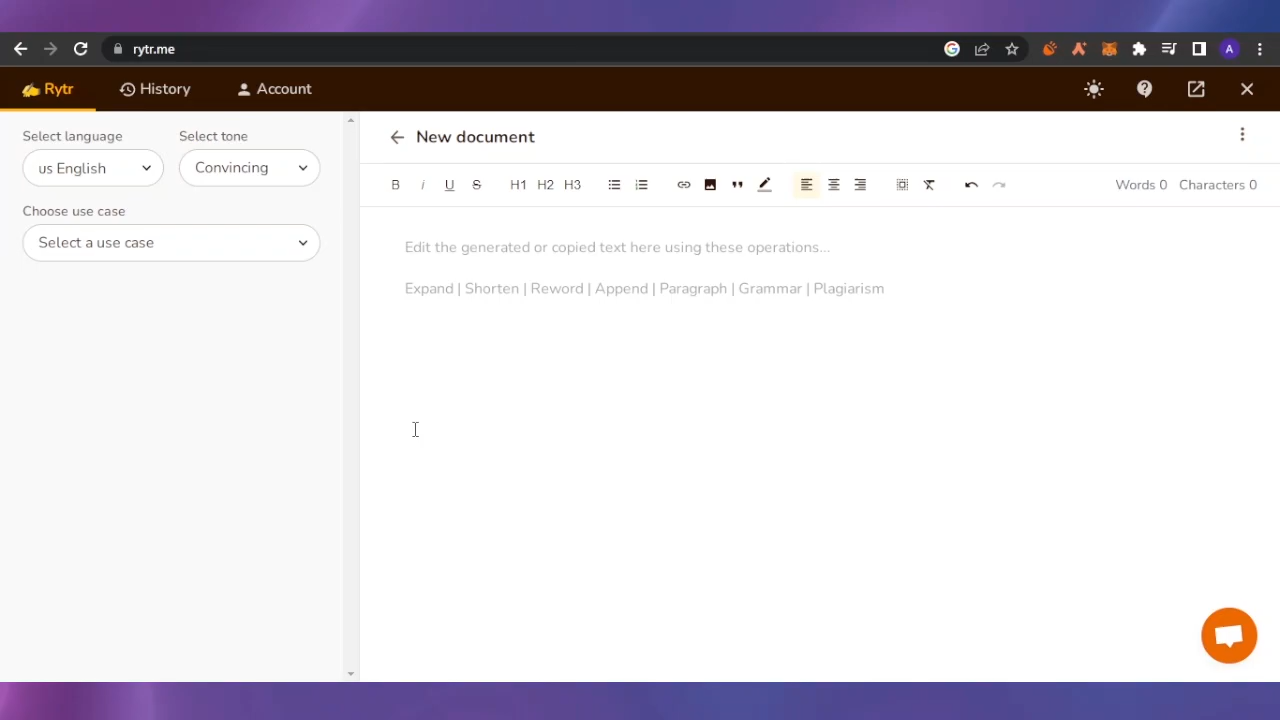 rytr.me
A
Rytr
History
Account
Select language
Select tone
us English
Convincing
Choose use case
Select a use case
New document
B i U S H1 H2 H3
Words 0 Characters 0
Edit the generated or copied text here using these operations...
Expand | Shorten | Reword | Append | Paragraph | Grammar | Plagiarism